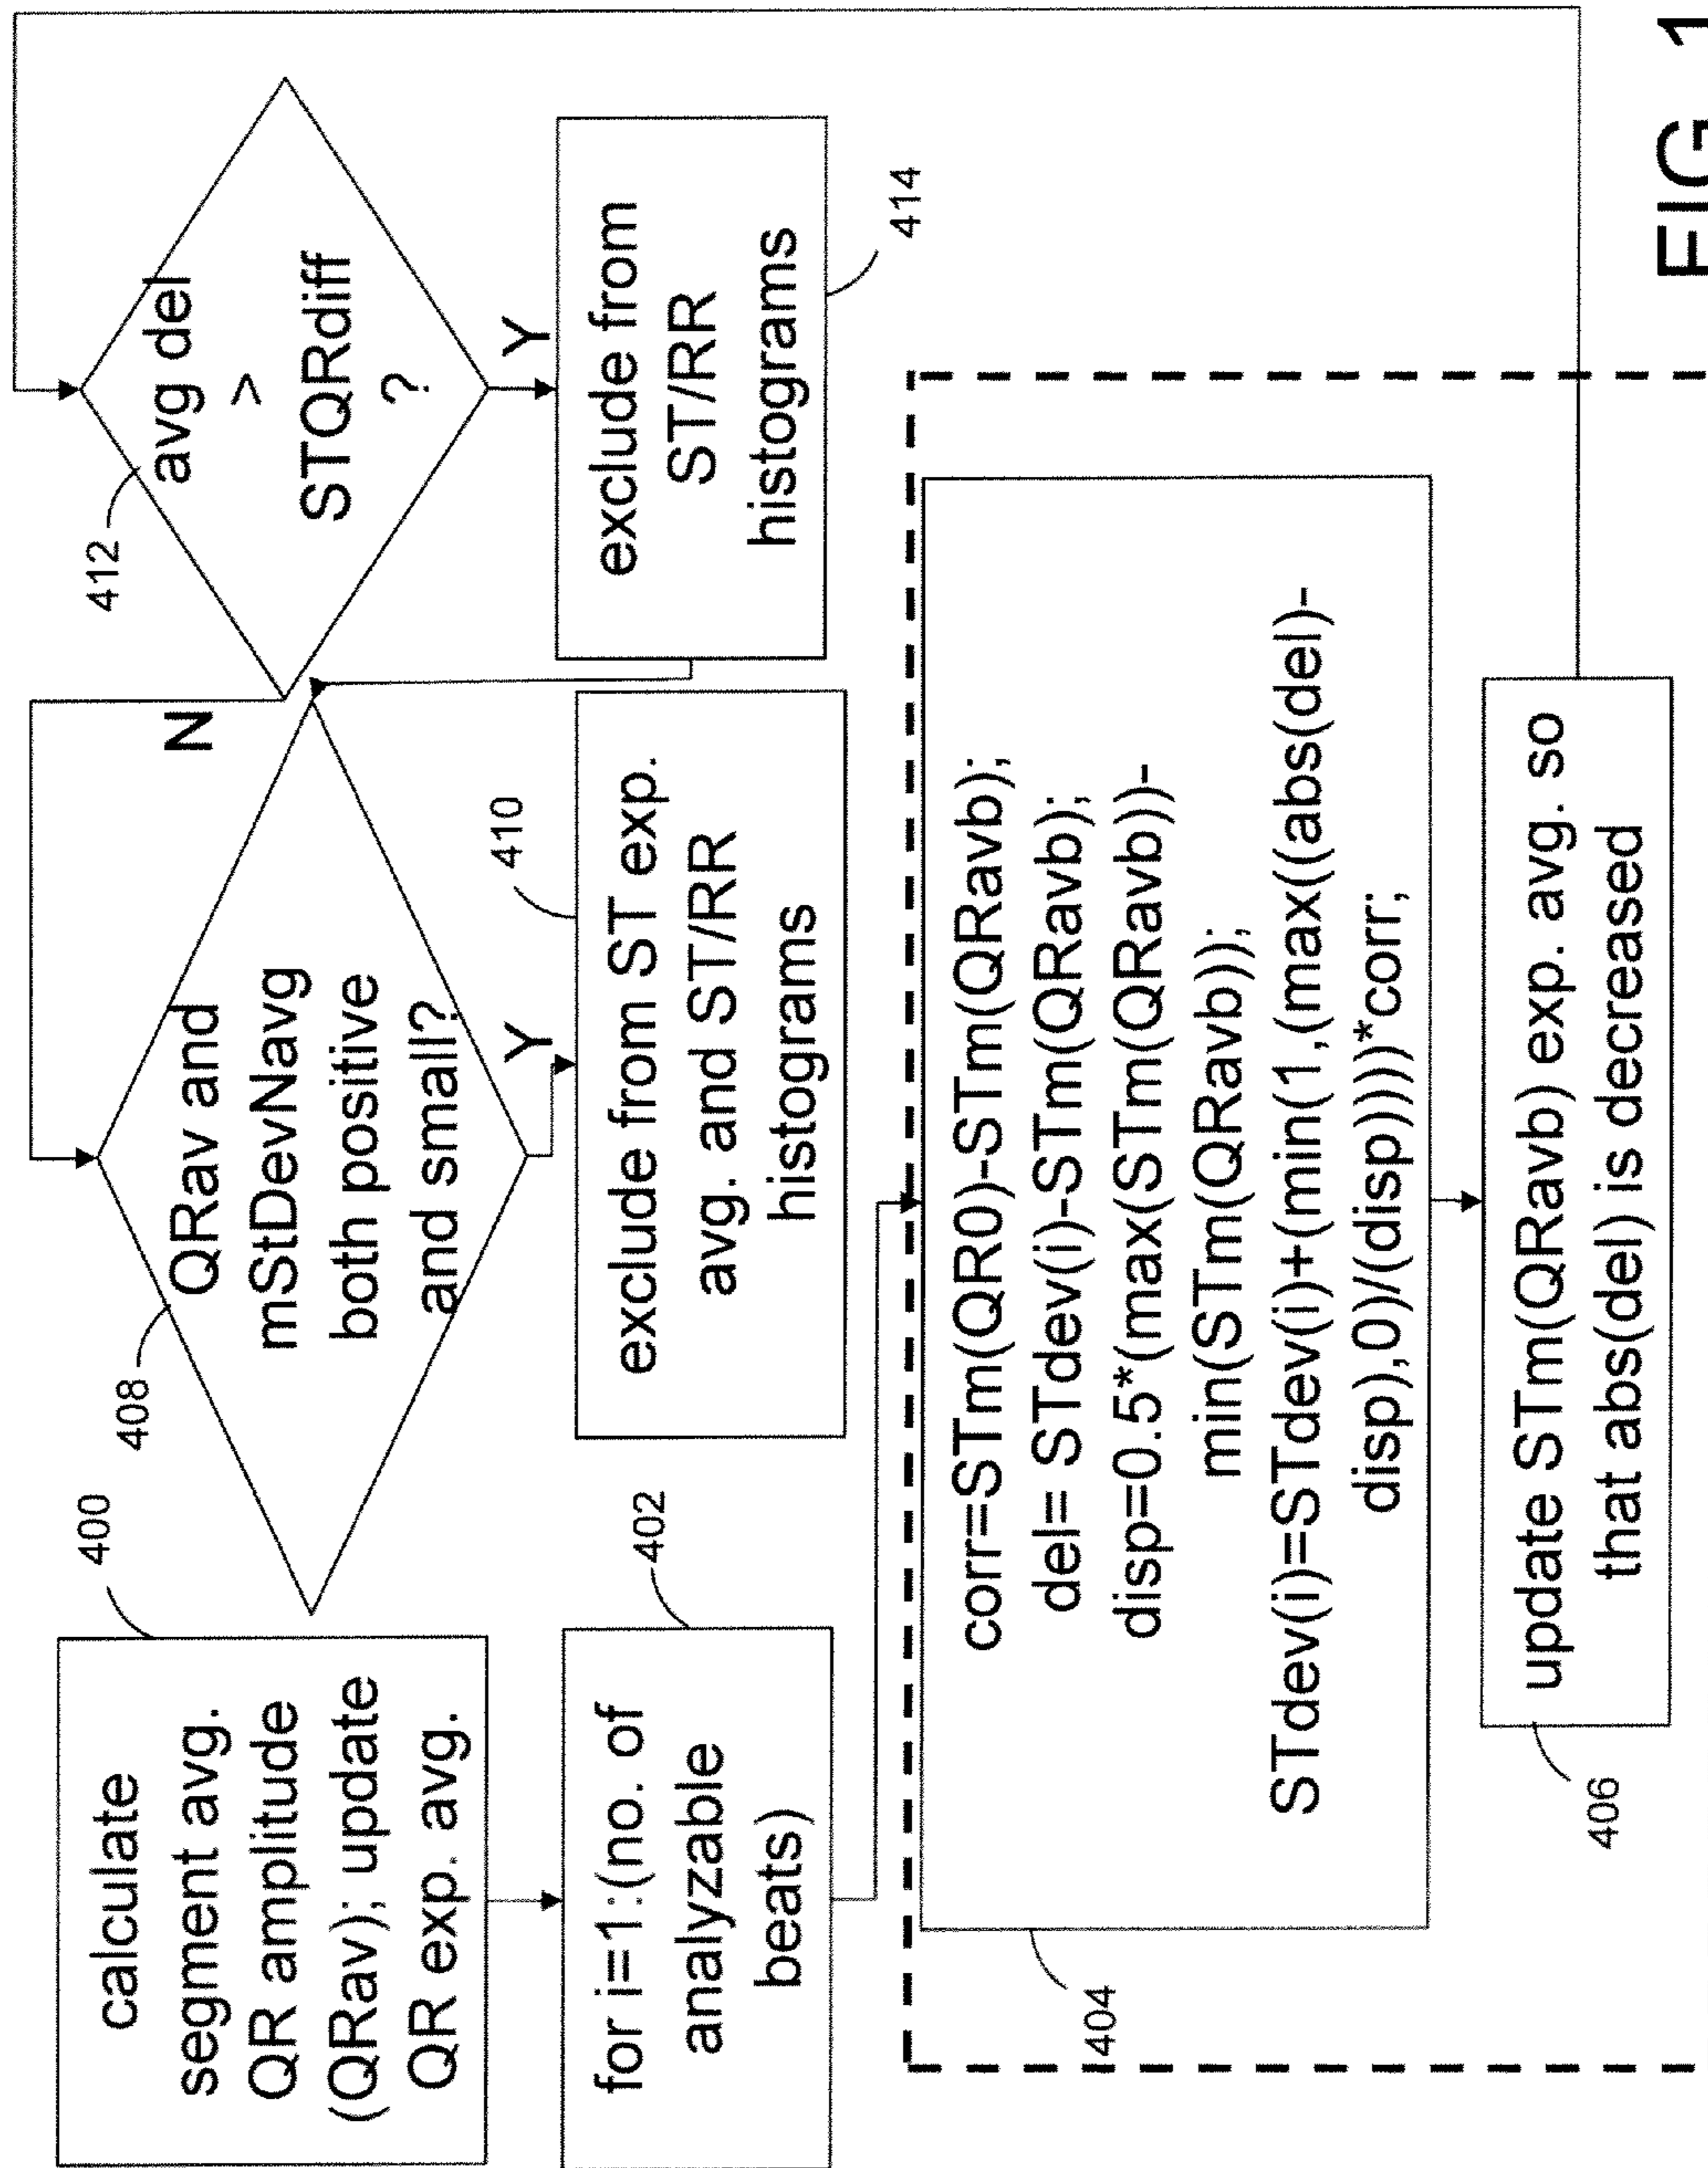 400
calculate
segment avg.
QR amplitude
(QRav); update
QR exp. avg.
402
for i=1:(no. of
analyzable
beats)
404
corr=STm(QR0)-STm(QRavb);
del= STdev(i)-STm(QRavb);
disp=0.5*(max(STm(QRavb))-
min(STm(QRavb));
STdev(i)=STdev(i)+(min(1,(max((abs(del)-
disp),0)/(disp))))*corr;
406
update STm(QRavb) exp. avg. so
that abs(del) is decreased
408
QRav and
mStDevNavg
both positive
and small?
Y
410
exclude from ST exp.
avg. and ST/RR
histograms
412
avg del
>
STQRdiff
?
N
Y
414
exclude from
ST/RR
histograms
FIG. 1